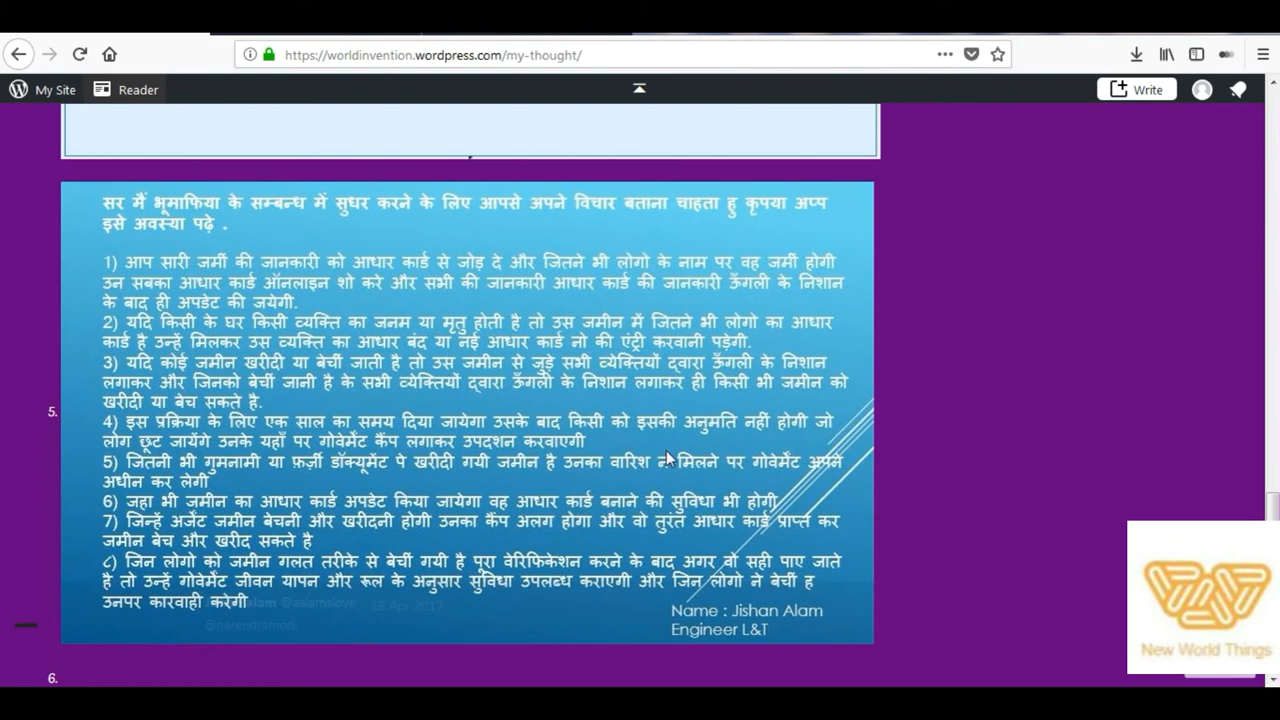 https://worldinvention.wordpress.com/my-thought/
My Site
Reader
Write
सर मैं भूमाफिया के सम्बन्ध में सुधर करने के लिए आपसे अपने विचार बताना चाहता हु कृपया अप्प
इसे अवस्या पढ़े .
1) आप सारी जमीं की जानकारी को आधार कार्ड से जोड़ दे और जितने भी लोगो के नाम पर वह जमीं होगी
उन सबका आधार कार्ड ऑनलाइन शो करे और सभी की जानकारी आधार कार्ड की जानकारी ऊँगली के निशान
के बाद ही अपडेट की जयेगी.
2) यदि किसी के घर किसी व्यक्ति का जनम या मृतु होती है तो उस जमीन में जितने भी लोगो का आधार
कार्ड है उन्हें मिलकर उस व्यक्ति का आधार बंद या नई आधार कार्ड नो की एंट्री करवानी पड़ेगी.
3) यदि कोई जमीन खरीदी या बेचीं जाती है तो उस जमीन से जुड़े सभी व्येक्तियों द्वारा ऊँगली के निशान
लगाकर और जिनको बेचीं जानी है के सभी व्येक्तियों द्वारा ऊँगली के निशान लगाकर ही किसी भी जमीन को
खरीदी या बेच सकते है.
4) इस प्रक्रिया के लिए एक साल का समय दिया जायेगा उसके बाद किसी को इसकी अनुमति नहीं होगी जो
लोग छूट जायेंगे उनके यहाँ पर गोवेर्मेंट कैंप लगाकर उपदशन करवाएगी
5) जितनी भी गुमनामी या फ़र्ज़ी डॉक्यूमेंट पे खरीदी गयी जमीन है उनका वारिश न मिलने पर गोवेर्मेंट अपने
अधीन कर लेगी
6) जहा भी जमीन का आधार कार्ड अपडेट किया जायेगा वह आधार कार्ड बनाने की सुविधा भी होगी
7) जिन्हें अर्जेंट जमीन बेचनी और खरीदनी होगी उनका कैंप अलग होगा और वो तुरंत आधार कार्ड प्राप्त कर
जमीन बेच और खरीद सकते है
८) जिन लोगो को जमीन गलत तरीके से बेचीं गयी है पूरा वेरिफिकेशन करने के बाद अगर वो सही पाए जाते
है तो उन्हें गोवेर्मेंट जीवन यापन और रूल के अनुसार सुविधा उपलब्ध कराएगी और जिन लोगो ने बेचीं ह
उनपर कारवाही करेगी
alam @aalamslove
18 Apr 2017
@narendramodi
Name : Jishan Alam
Engineer L&T
5.
6.
New World Things